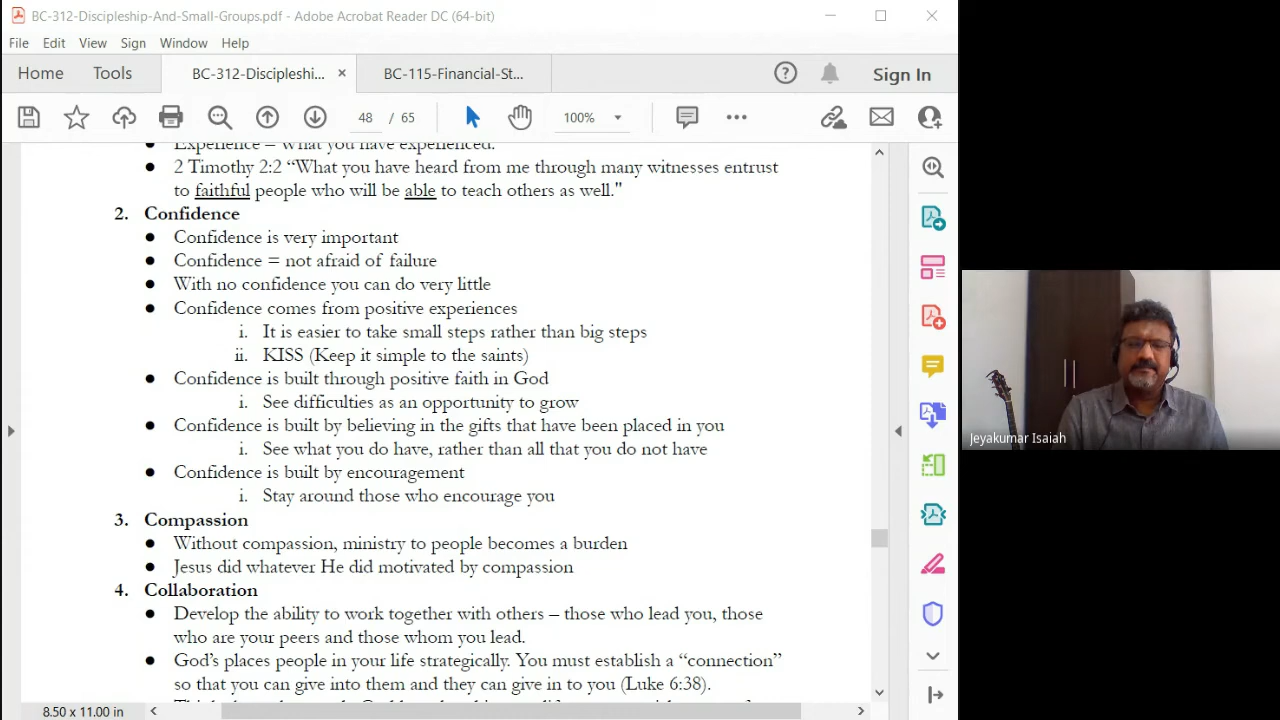 BC-312-Discipleship-And-Small-Groups.pdf - Adobe Acrobat Reader DC (64-bit)
File Edit View Sign Window Help
Home Tools BC-312-Discipleshi... × BC-115-Financial-St... Sign In
48 / 65 100%
Experience – What you have experienced.
● 2 Timothy 2:2 “What you have heard from me through many witnesses entrust
to faithful people who will be able to teach others as well."
2. Confidence
● Confidence is very important
● Confidence = not afraid of failure
● With no confidence you can do very little
● Confidence comes from positive experiences
i. It is easier to take small steps rather than big steps
ii. KISS (Keep it simple to the saints)
● Confidence is built through positive faith in God
i. See difficulties as an opportunity to grow
● Confidence is built by believing in the gifts that have been placed in you
i. See what you do have, rather than all that you do not have
● Confidence is built by encouragement
i. Stay around those who encourage you
3. Compassion
● Without compassion, ministry to people becomes a burden
● Jesus did whatever He did motivated by compassion
4. Collaboration
● Develop the ability to work together with others – those who lead you, those
who are your peers and those whom you lead.
● God’s places people in your life strategically. You must establish a “connection”
so that you can give into them and they can give in to you (Luke 6:38).
8.50 x 11.00 in
Jeyakumar Isaiah